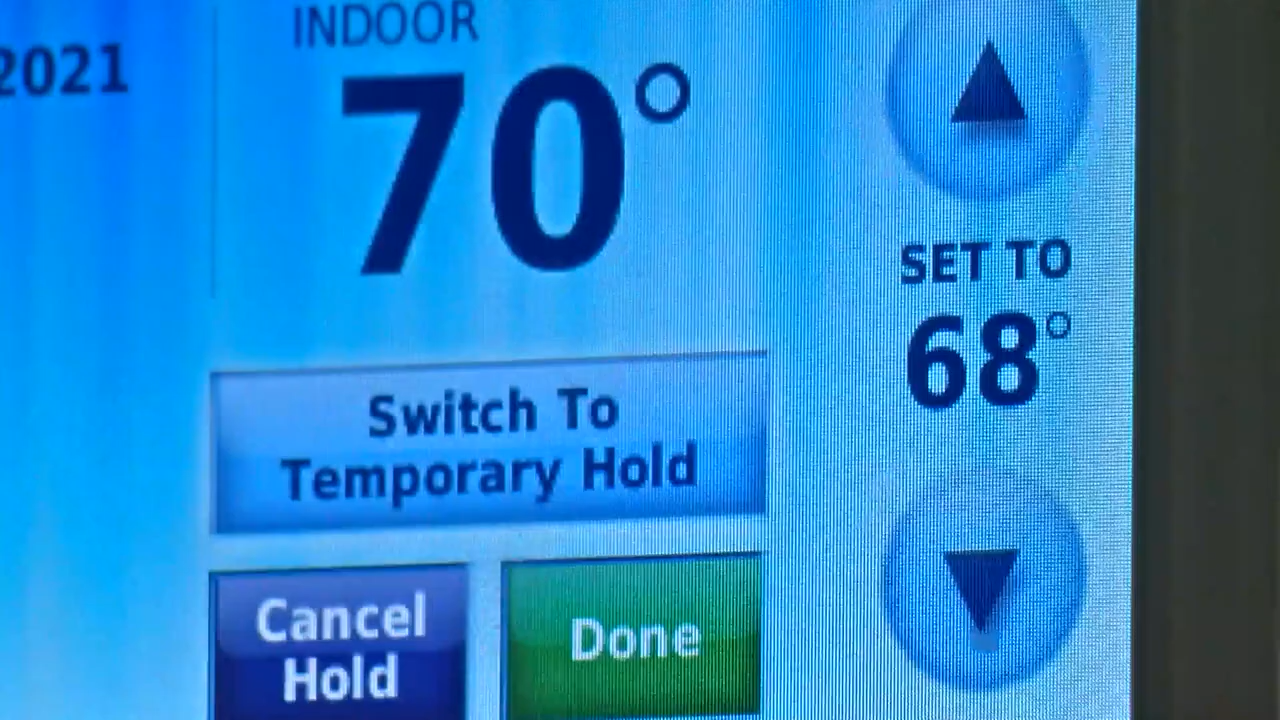 2021
INDOOR
70°
SET TO
68°
Switch To
Temporary Hold
Cancel
Hold
Done